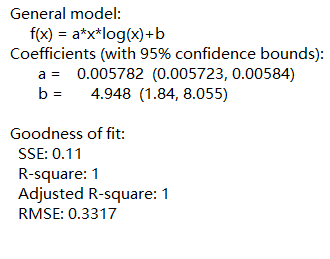 General model:
f(x) = a*x*log(x)+b
Coefficients (with 95% confidence bounds):
a = 0.005782 (0.005723, 0.00584)
b = 4.948 (1.84, 8.055)
Goodness of fit:
SSE: 0.11
R-square: 1
Adjusted R-square: 1
RMSE: 0.3317